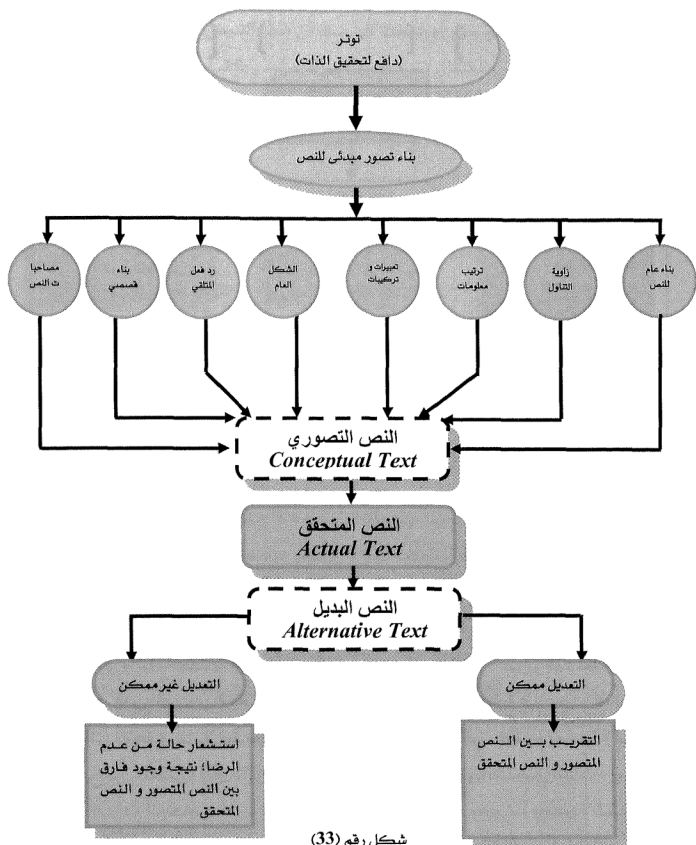 توتر
(دافع لتحقيق الذات)
بناء تصور مبدئى للنص
بناء عام
للنص
زاوية
التناول
ترتيب
معلومات
تعبيرات و
تركيبات
الشكل
العام
رد فعل
المتلقي
بناء
قصصي
مصاحبا
ت النص
النص التصوري
Conceptual Text
النص المتحقق
Actual Text
النص البديل
Alternative Text
التعديل ممكن
التعديل غير ممكن
التقريب بين النص
المتصور و النص المتحقق
استشعار حالة من عدم
الرضا؛ نتيجة وجود فارق
بين النص المتصور و النص
المتحقق
شكل رقم (33)